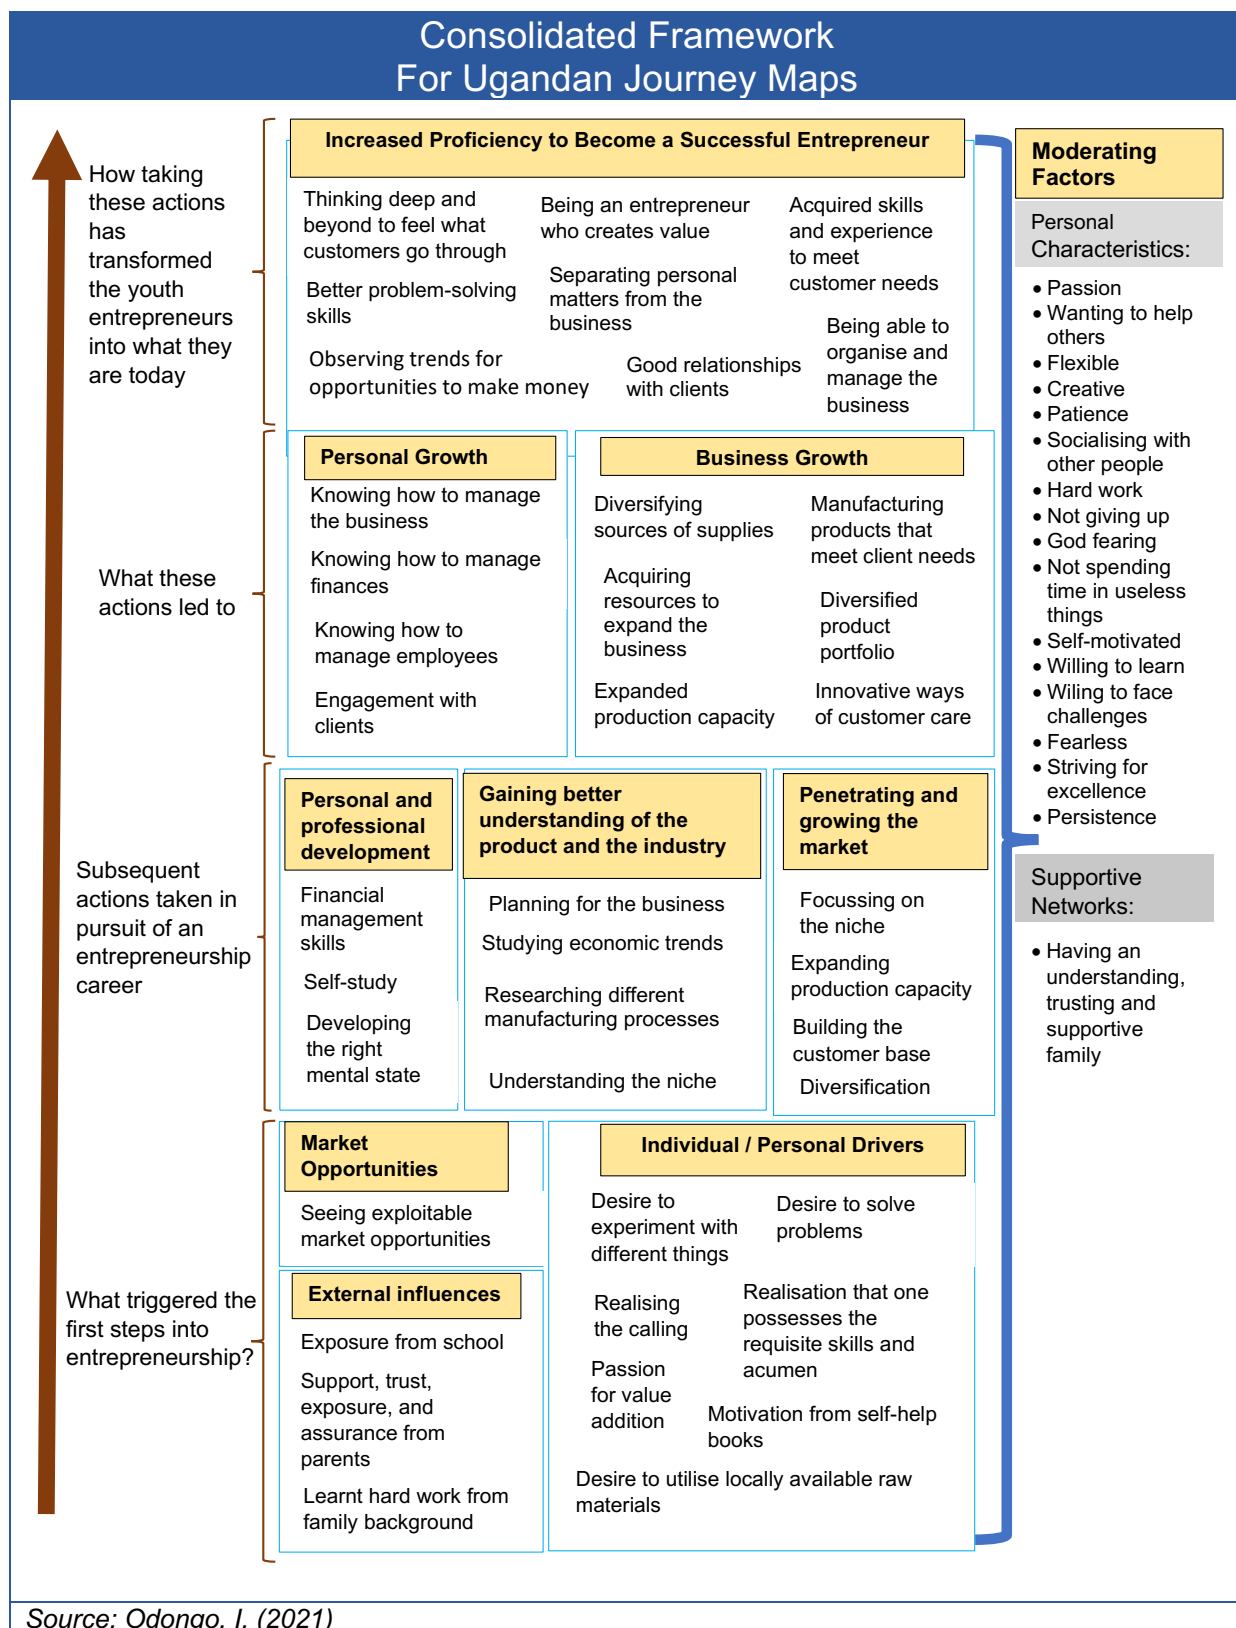 Consolidated Framework
For Ugandan Journey Maps
How taking
these actions
has
transformed
the youth
entrepreneurs
into what they
are today
Increased Proficiency to Become a Successful Entrepreneur
Thinking deep and
beyond to feel what
customers go through
Being an entrepreneur
who creates value
Acquired skills
and experience
to meet
customer needs
Better problem-solving
skills
Separating personal
matters from the
business
Observing trends for
opportunities to make money
Good relationships
with clients
Being able to
organise and
manage the
business
What these
actions led to
Personal Growth
Knowing how to manage
the business
Knowing how to manage
finances
Knowing how to
manage employees
Engagement with
clients
Business Growth
Diversifying
sources of supplies
Manufacturing
products that
meet client needs
Acquiring
resources to
expand the
business
Diversified
product
portfolio
Expanded
production capacity
Innovative ways
of customer care
Subsequent
actions taken in
pursuit of an
entrepreneurship
career
Personal and
professional
development
Financial
management
skills
Self-study
Developing
the right
mental state
Gaining better
understanding of the
product and the industry
Planning for the business
Studying economic trends
Researching different
manufacturing processes
Understanding the niche
Penetrating and
growing the
market
Focussing on
the niche
Expanding
production capacity
Building the
customer base
Diversification
What triggered the
first steps into
entrepreneurship?
Market
Opportunities
Seeing exploitable
market opportunities
External influences
Exposure from school
Support, trust,
exposure, and
assurance from
parents
Learnt hard work from
family background
Individual / Personal Drivers
Desire to
experiment with
different things
Desire to solve
problems
Realising
the calling
Realisation that one
possesses the
requisite skills and
acumen
Passion
for value
addition
Motivation from self-help
books
Desire to utilise locally available raw
materials
Moderating
Factors
Personal
Characteristics:
• Passion
• Wanting to help
others
• Flexible
• Creative
• Patience
• Socialising with
other people
• Hard work
• Not giving up
• God fearing
• Not spending
time in useless
things
• Self-motivated
• Willing to learn
• Wiling to face
challenges
• Fearless
• Striving for
excellence
• Persistence
Supportive
Networks:
• Having an
understanding,
trusting and
supportive
family
Source: Odongo, I. (2021)